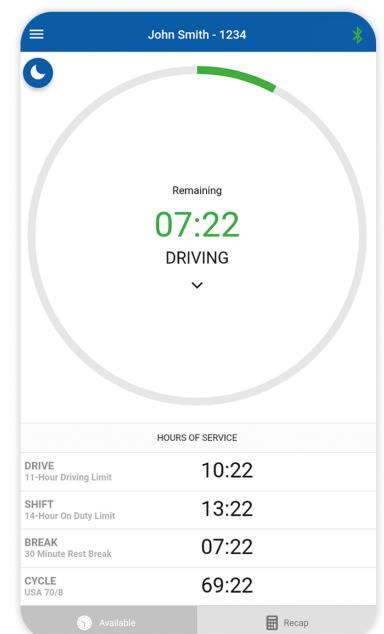 John Smith - 1234
Remaining
07:22
DRIVING
HOURS OF SERVICE
DRIVE
11-Hour Driving Limit
10:22
SHIFT
14-Hour On Duty Limit
13:22
BREAK
30 Minute Rest Break
07:22
CYCLE
USA 70/8
69:22
Available
Recap